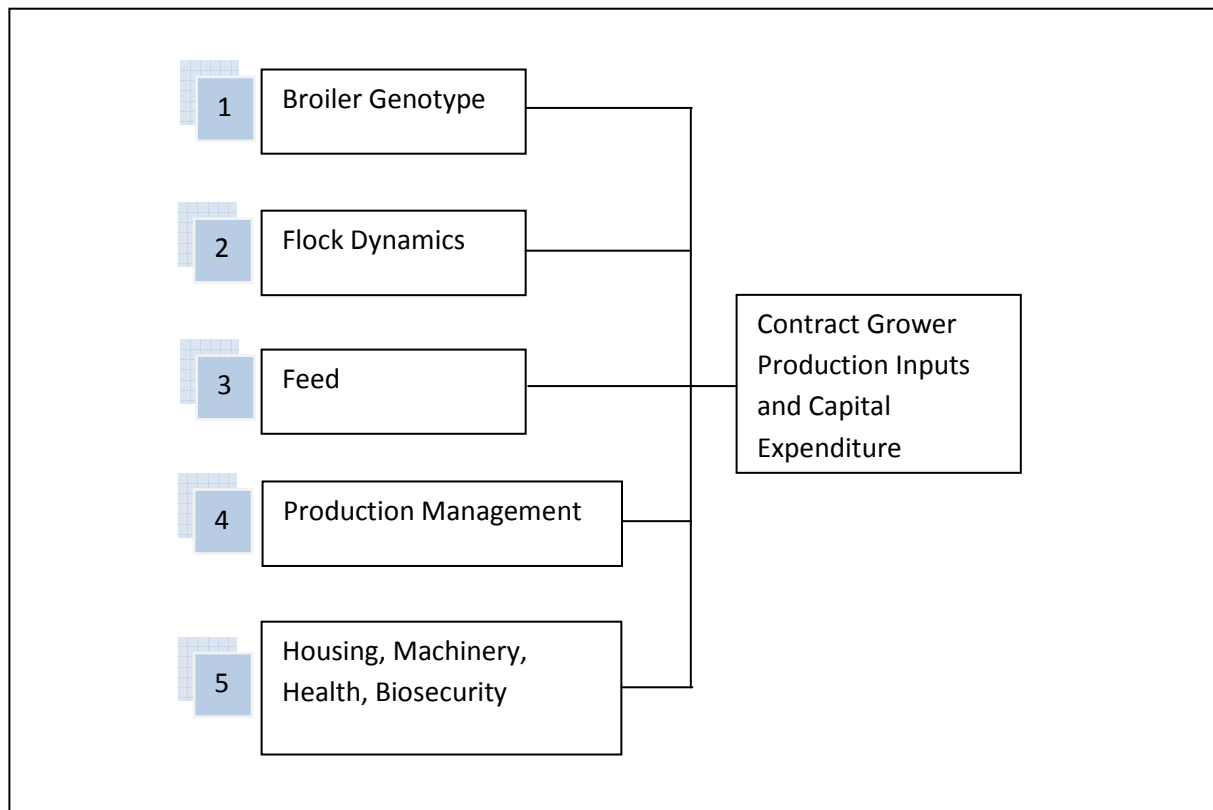 1
Broiler Genotype
2
Flock Dynamics
3
Feed
4
Production Management
5
Housing, Machinery,
Health, Biosecurity
Contract Grower
Production Inputs
and Capital
Expenditure